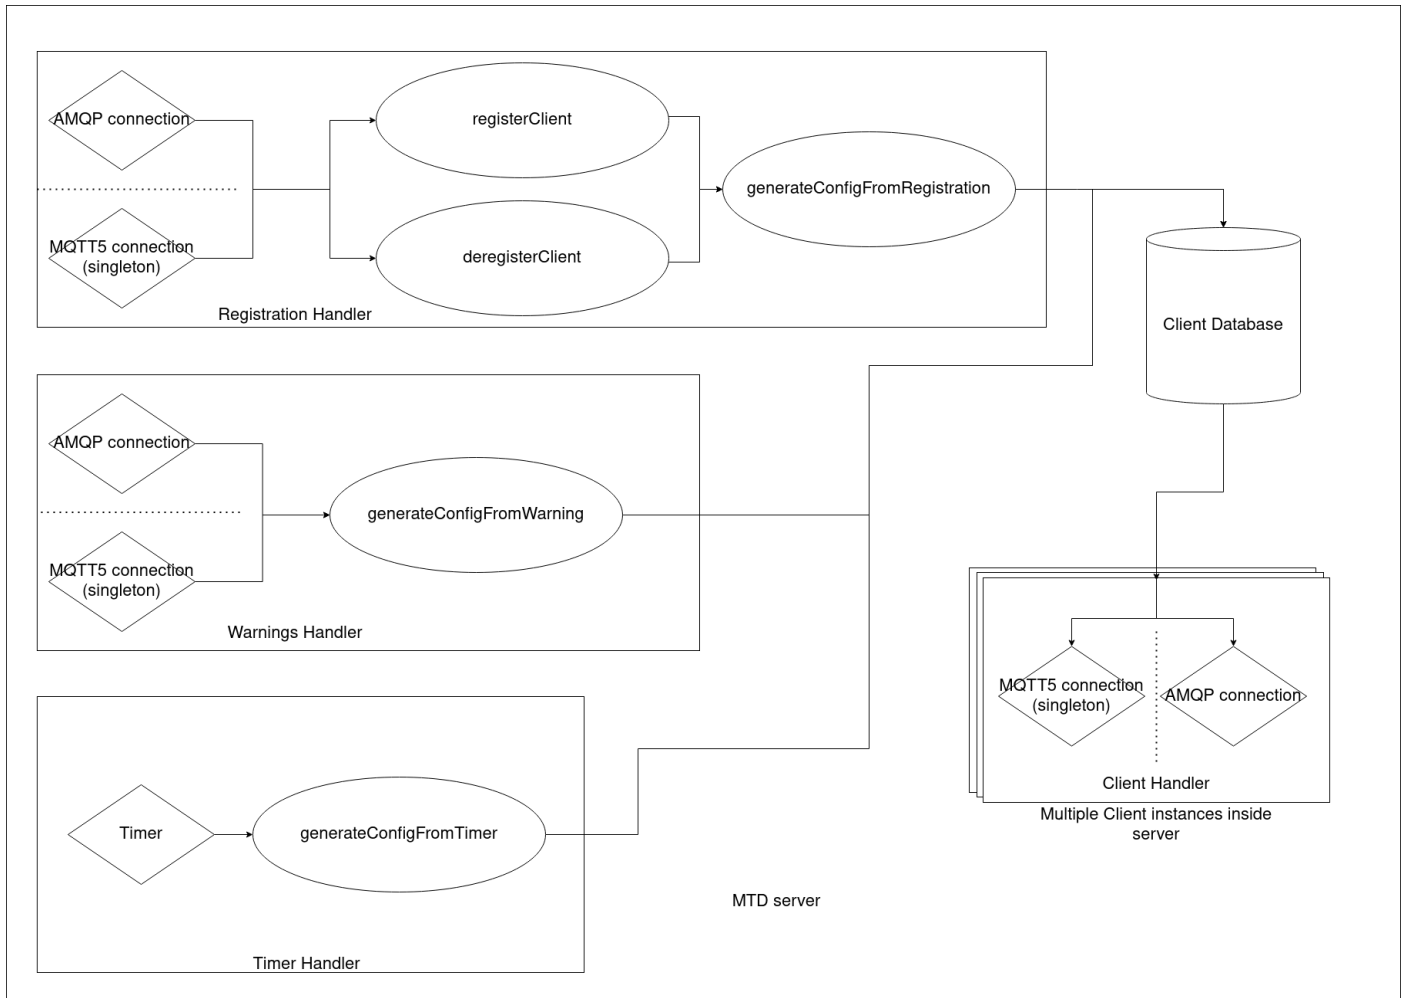 AMQP connection
registerClient
generateConfigFromRegistration
MQTT5 connection
(singleton)
deregisterClient
Registration Handler
Client Database
AMQP connection
generateConfigFromWarning
MQTT5 connection
(singleton)
Warnings Handler
MQTT5 connection
(singleton)
AMQP connection
Client Handler
Multiple Client instances inside
server
Timer
generateConfigFromTimer
MTD server
Timer Handler